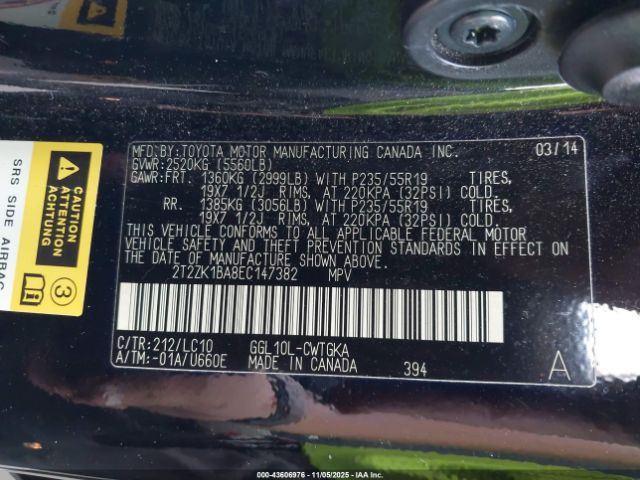 MFD.BY:TOYOTA MOTOR MANUFACTURING CANADA INC. 03/14
GVWR:2520KG (5560LB)
GAWR:FRT. 1360KG (2999LB) WITH P235/55R19 TIRES,
19X7 1/2J RIMS, AT 220KPA (32PSI) COLD.
RR. 1385KG (3056LB) WITH P235/55R19 TIRES,
19X7 1/2J RIMS, AT 220KPA (32PSI) COLD.
THIS VEHICLE CONFORMS TO ALL APPLICABLE FEDERAL MOTOR
VEHICLE SAFETY AND THEFT PREVENTION STANDARDS IN EFFECT ON
THE DATE OF MANUFACTURE SHOWN ABOVE.
2T2ZK1BA8EC147382 MPV
C/TR:212/LC10 GGL10L-CWTGKA
A/TM:-01A/U660E MADE IN CANADA 394 A
SRS SIDE AIRBAG
CAUTION
ATTENTION
ACHTUNG
3
000-43606976 - 11/05/2025 - IAA Inc.